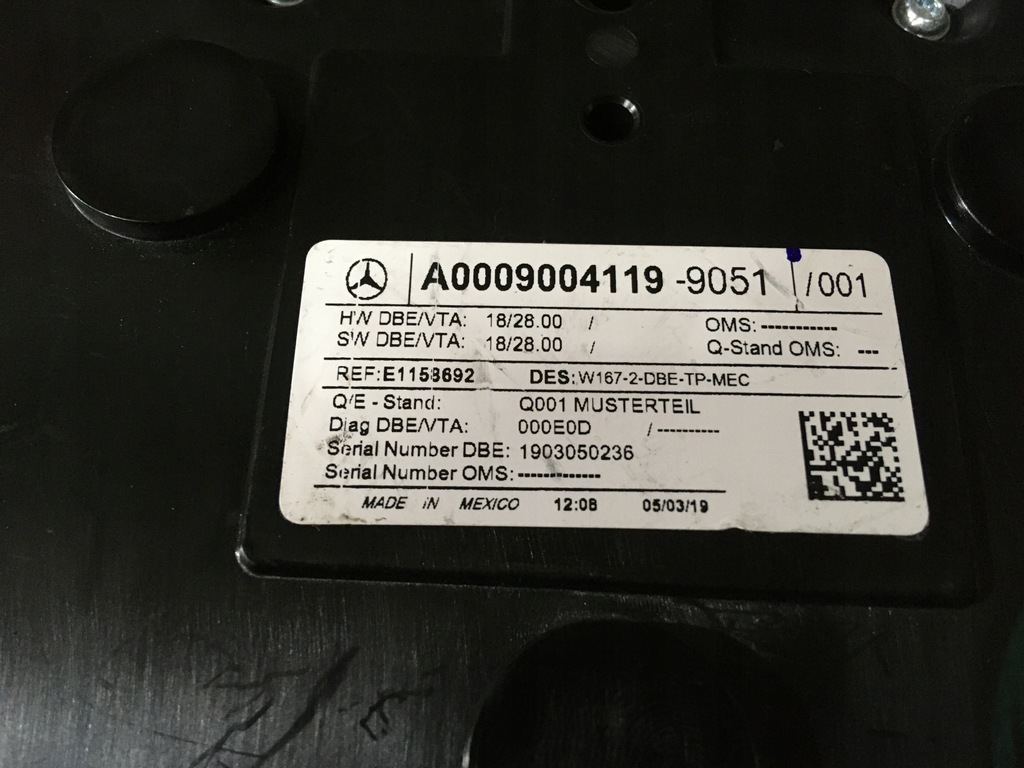 A0009004119 -9051 /001
HW DBE/VTA: 18/28.00 / OMS: -----------
SW DBE/VTA: 18/28.00 / Q-Stand OMS: ---
REF:E1158692 DES:W167-2-DBE-TP-MEC
Q/E - Stand: Q001 MUSTERTEIL
Diag DBE/VTA: 000E0D /----------
Serial Number DBE: 1903050236
Serial Number OMS:-------------
MADE IN MEXICO 12:08 05/03/19